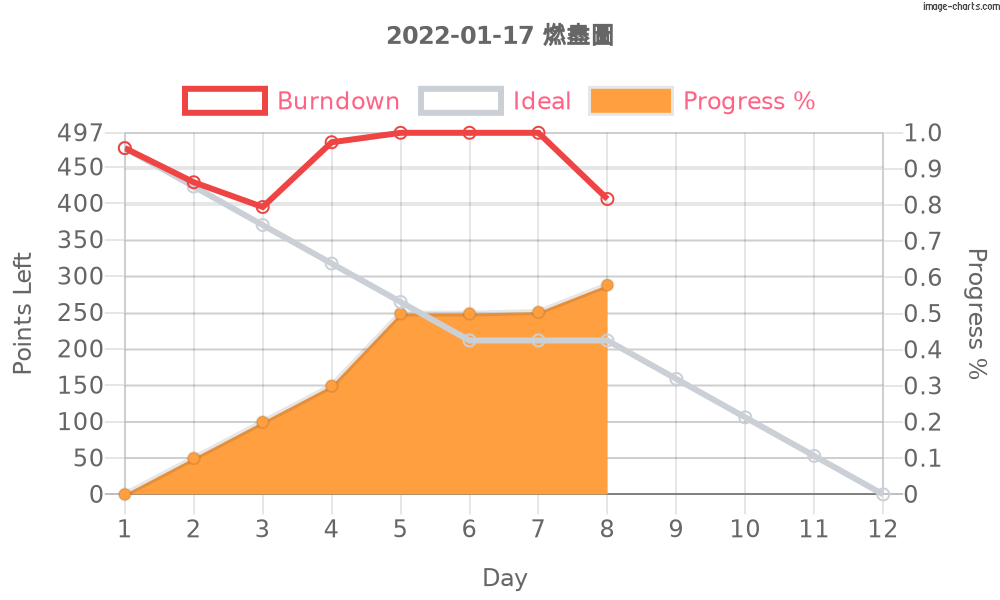 image-charts.com
2022-01-17 燃盡圖
Burndown Ideal Progress %
497 1.0
450 0.9
400 0.8
350 0.7
300 0.6
250 0.5
200 0.4
150 0.3
100 0.2
50 0.1
0 0
Points Left
Progress %
1 2 3 4 5 6 7 8 9 10 11 12
Day